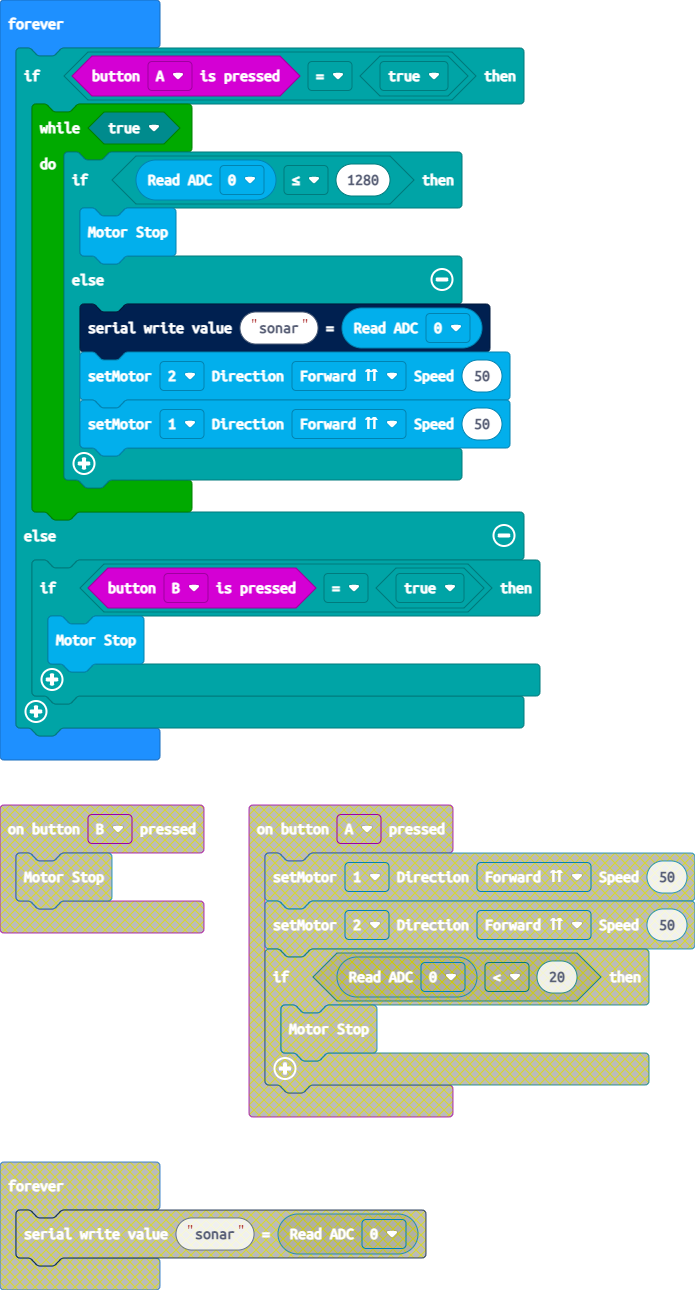 forever
if button A is pressed = true then
while true
do if Read ADC 0 ≤ 1280 then
Motor Stop
else
serial write value "sonar" = Read ADC 0
setMotor 2 Direction Forward ⇈ Speed 50
setMotor 1 Direction Forward ⇈ Speed 50
else
if button B is pressed = true then
Motor Stop
on button B pressed
Motor Stop
on button A pressed
setMotor 1 Direction Forward ⇈ Speed 50
setMotor 2 Direction Forward ⇈ Speed 50
if Read ADC 0 < 20 then
Motor Stop
forever
serial write value "sonar" = Read ADC 0